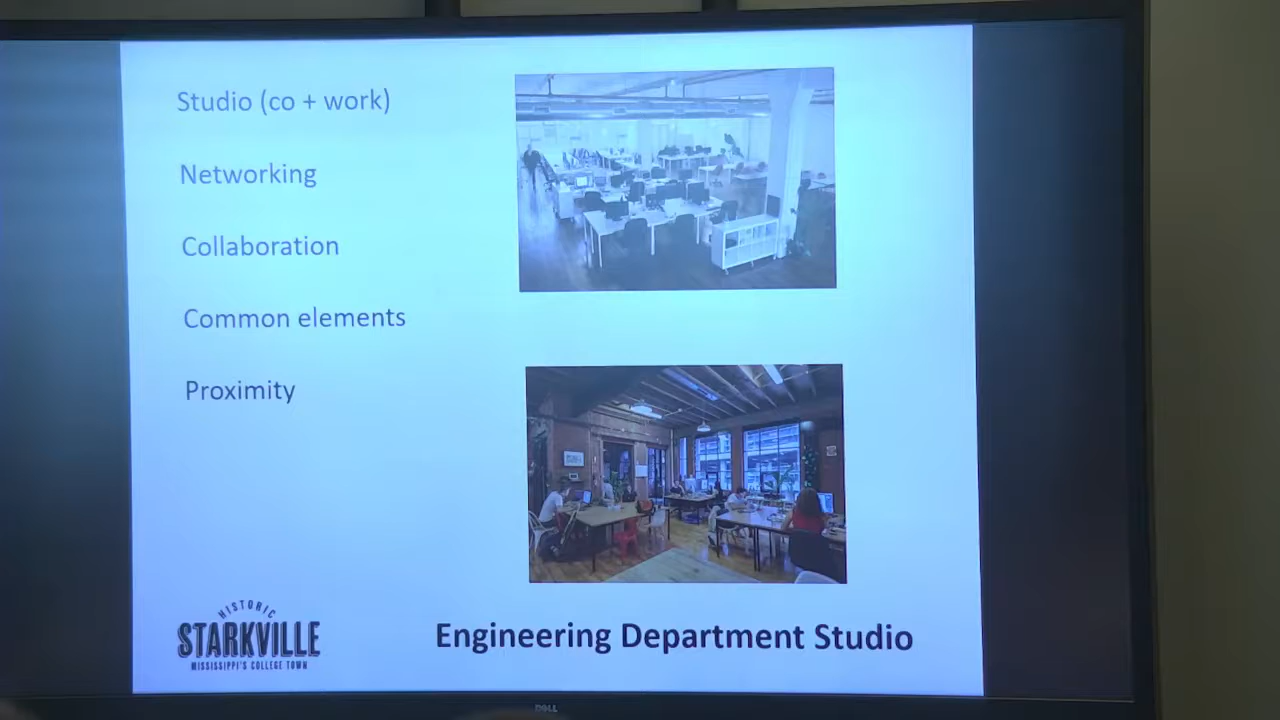 Studio (co + work)
Networking
Collaboration
Common elements
Proximity
HISTORIC
STARKVILLE
MISSISSIPPI'S COLLEGE TOWN
Engineering Department Studio
DELL